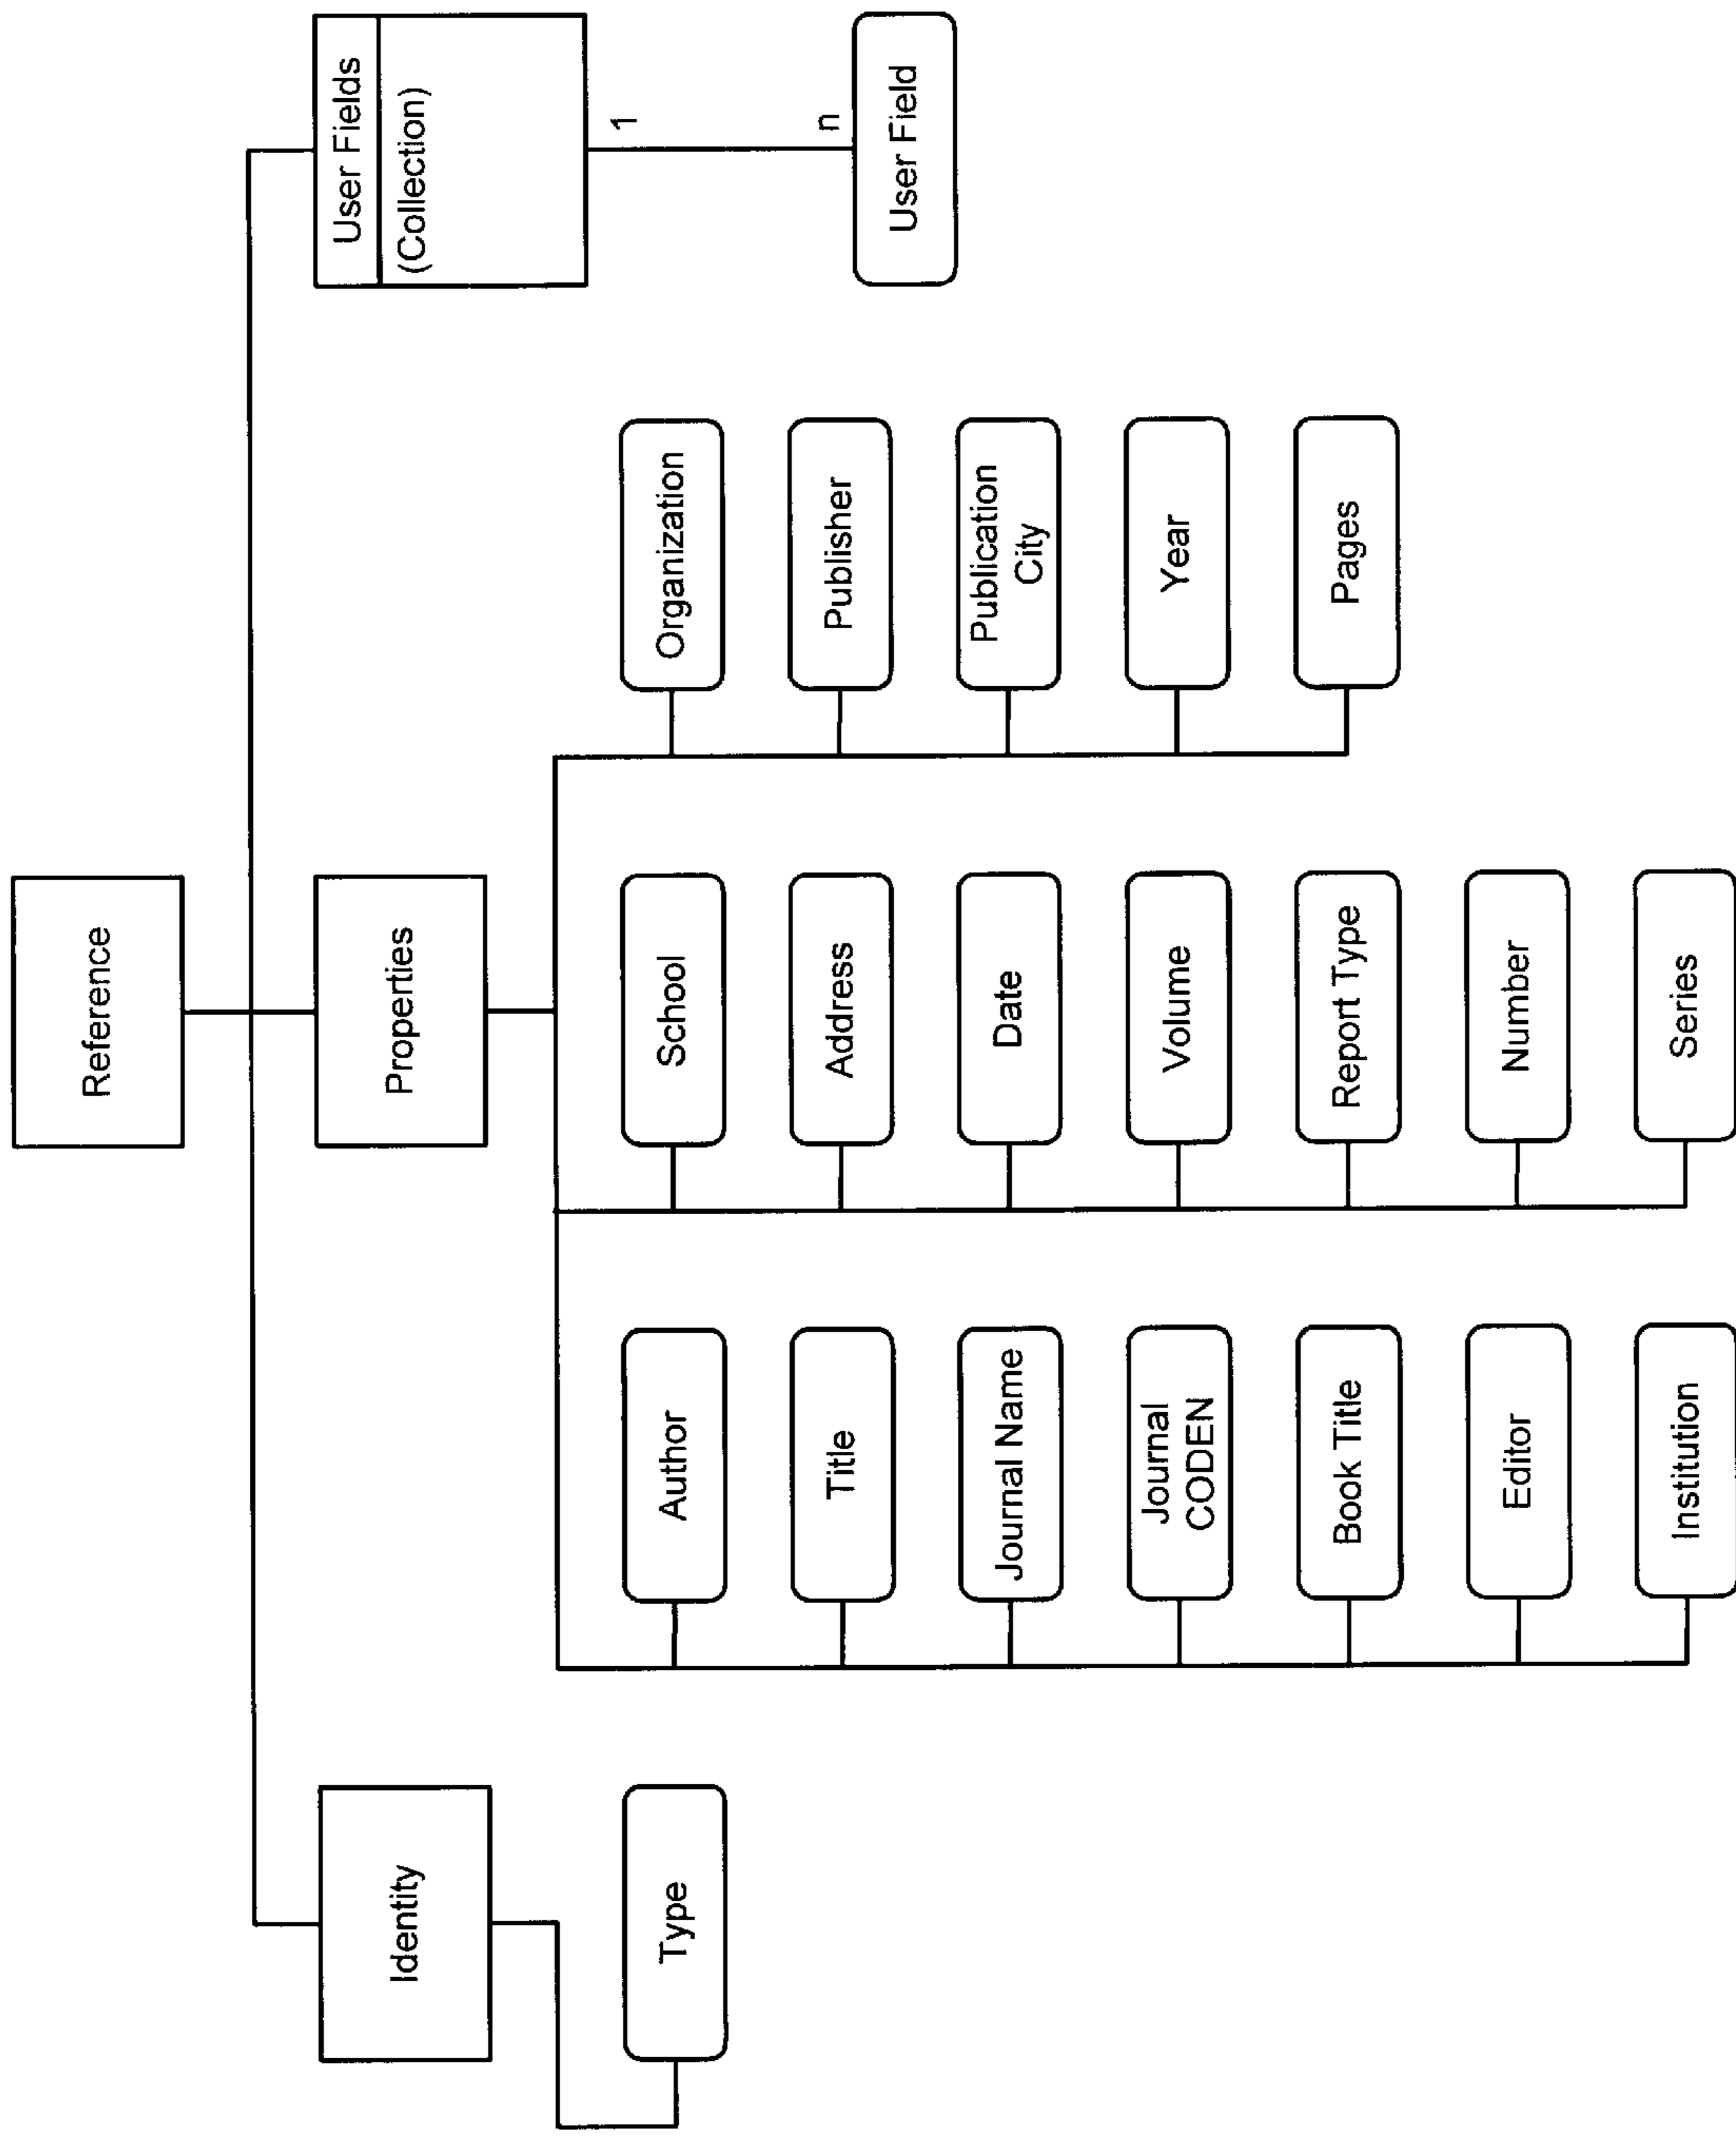 Reference
Identity
Properties
User Fields
(Collection)
Type
Author
Title
Journal Name
Journal
CODEN
Book Title
Editor
Institution
School
Address
Date
Volume
Report Type
Number
Series
Organization
Publisher
Publication
City
Year
Pages
1
n
User Field